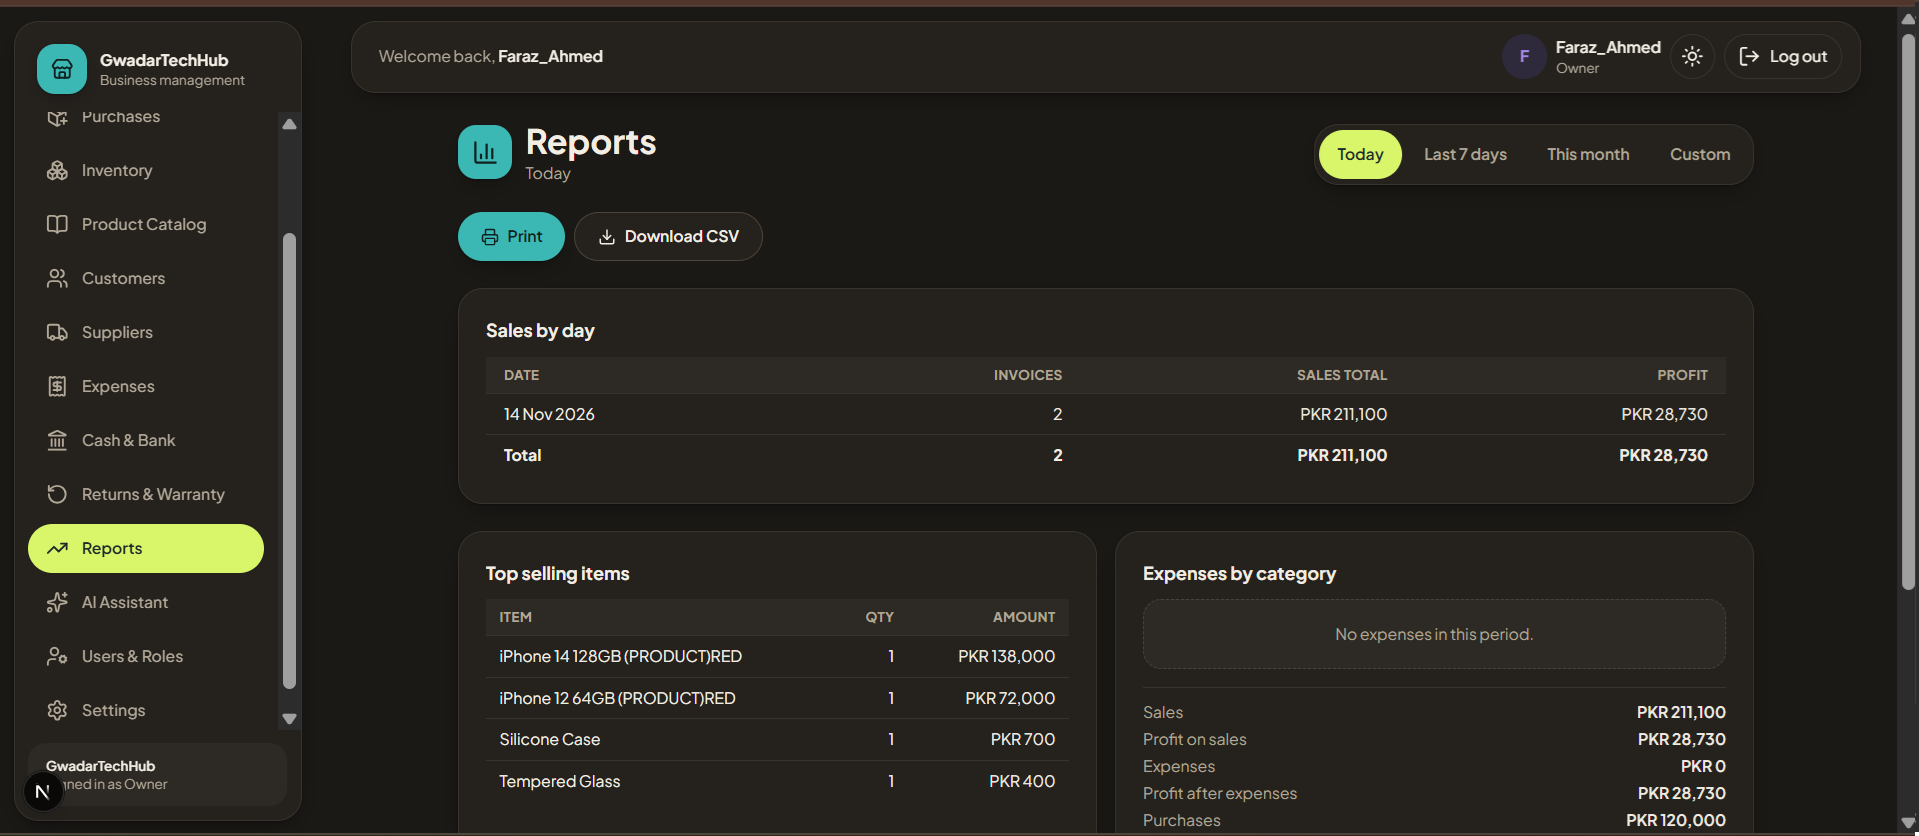 GwadarTechHub
Business management
Purchases
Inventory
Product Catalog
Customers
Suppliers
Expenses
Cash & Bank
Returns & Warranty
Reports
AI Assistant
Users & Roles
Settings
GwadarTechHub
ned in as Owner
N
Welcome back, Faraz_Ahmed
F
Faraz_Ahmed
Owner
Log out
Reports
Today
Today Last 7 days This month Custom
Print Download CSV
Sales by day
DATE INVOICES SALES TOTAL PROFIT
14 Nov 2026 2 PKR 211,100 PKR 28,730
Total 2 PKR 211,100 PKR 28,730
Top selling items
ITEM QTY AMOUNT
iPhone 14 128GB (PRODUCT)RED 1 PKR 138,000
iPhone 12 64GB (PRODUCT)RED 1 PKR 72,000
Silicone Case 1 PKR 700
Tempered Glass 1 PKR 400
Expenses by category
No expenses in this period.
Sales PKR 211,100
Profit on sales PKR 28,730
Expenses PKR 0
Profit after expenses PKR 28,730
Purchases PKR 120,000